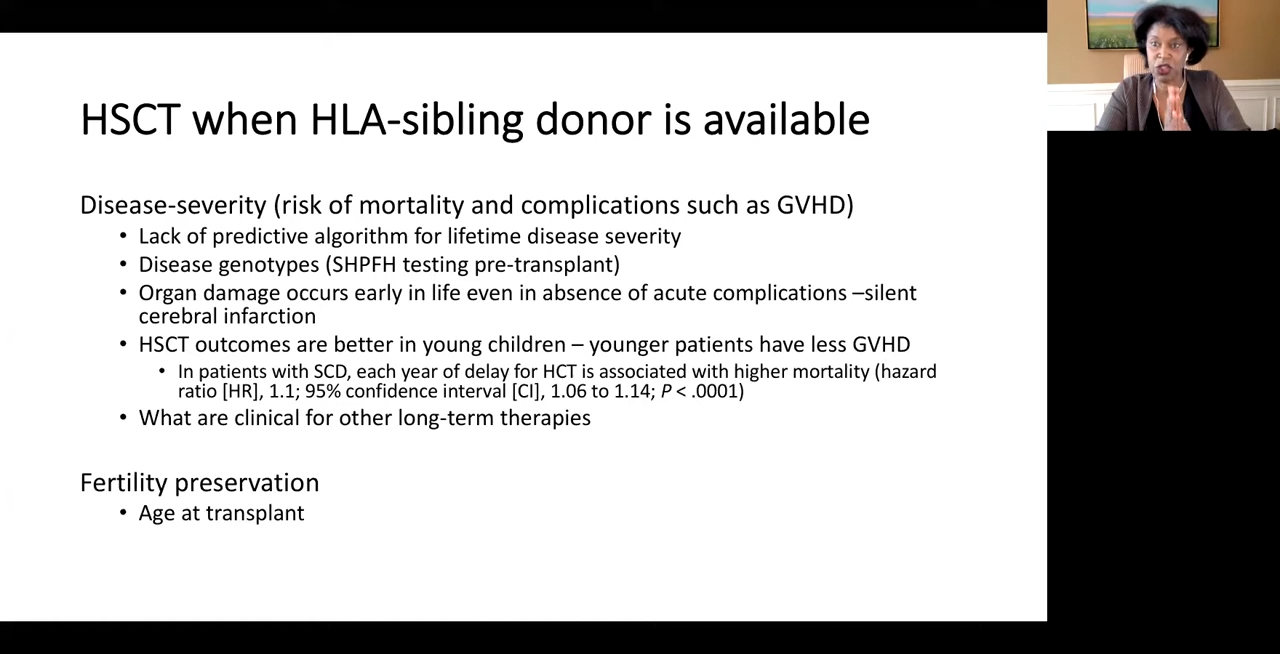 HSCT when HLA-sibling donor is available
Disease-severity (risk of mortality and complications such as GVHD)
• Lack of predictive algorithm for lifetime disease severity
• Disease genotypes (SHPFH testing pre-transplant)
• Organ damage occurs early in life even in absence of acute complications –silent
cerebral infarction
• HSCT outcomes are better in young children – younger patients have less GVHD
• In patients with SCD, each year of delay for HCT is associated with higher mortality (hazard
ratio [HR], 1.1; 95% confidence interval [CI], 1.06 to 1.14; P < .0001)
• What are clinical for other long-term therapies
Fertility preservation
• Age at transplant